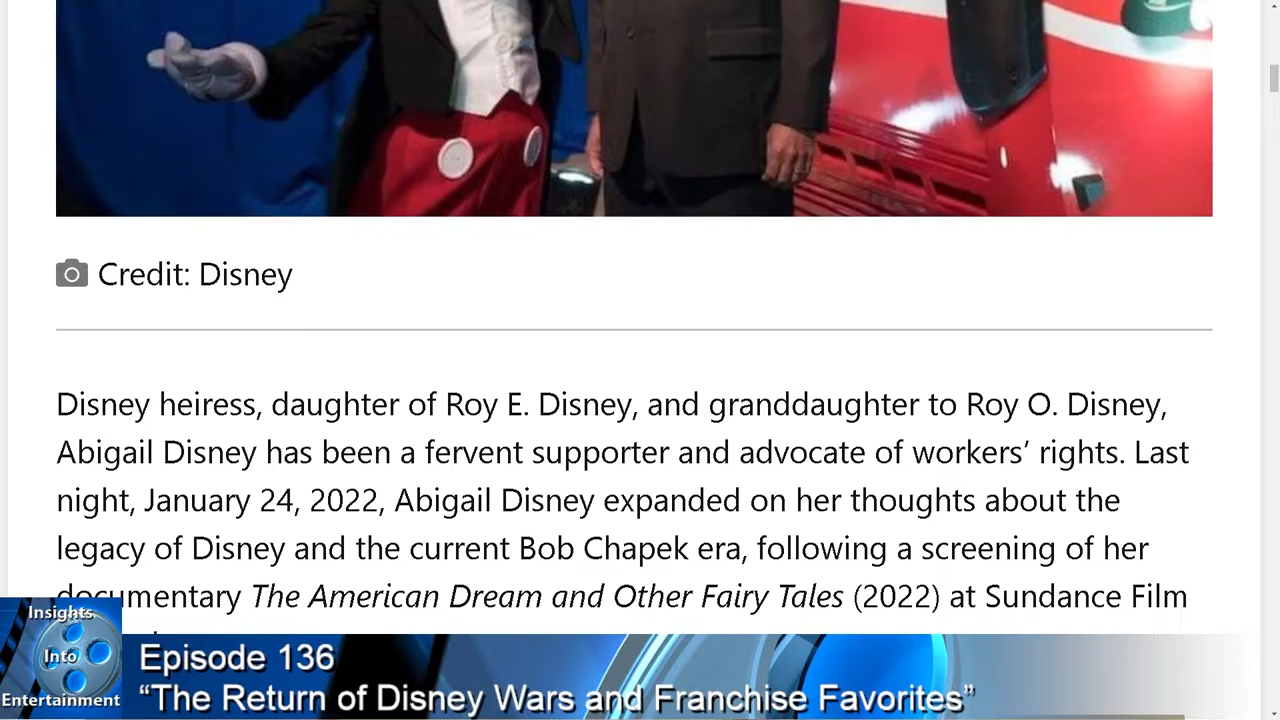 Credit: Disney
Disney heiress, daughter of Roy E. Disney, and granddaughter to Roy O. Disney,
Abigail Disney has been a fervent supporter and advocate of workers’ rights. Last
night, January 24, 2022, Abigail Disney expanded on her thoughts about the
legacy of Disney and the current Bob Chapek era, following a screening of her
documentary The American Dream and Other Fairy Tales (2022) at Sundance Film
Insights
Into
Entertainment
Episode 136
“The Return of Disney Wars and Franchise Favorites”